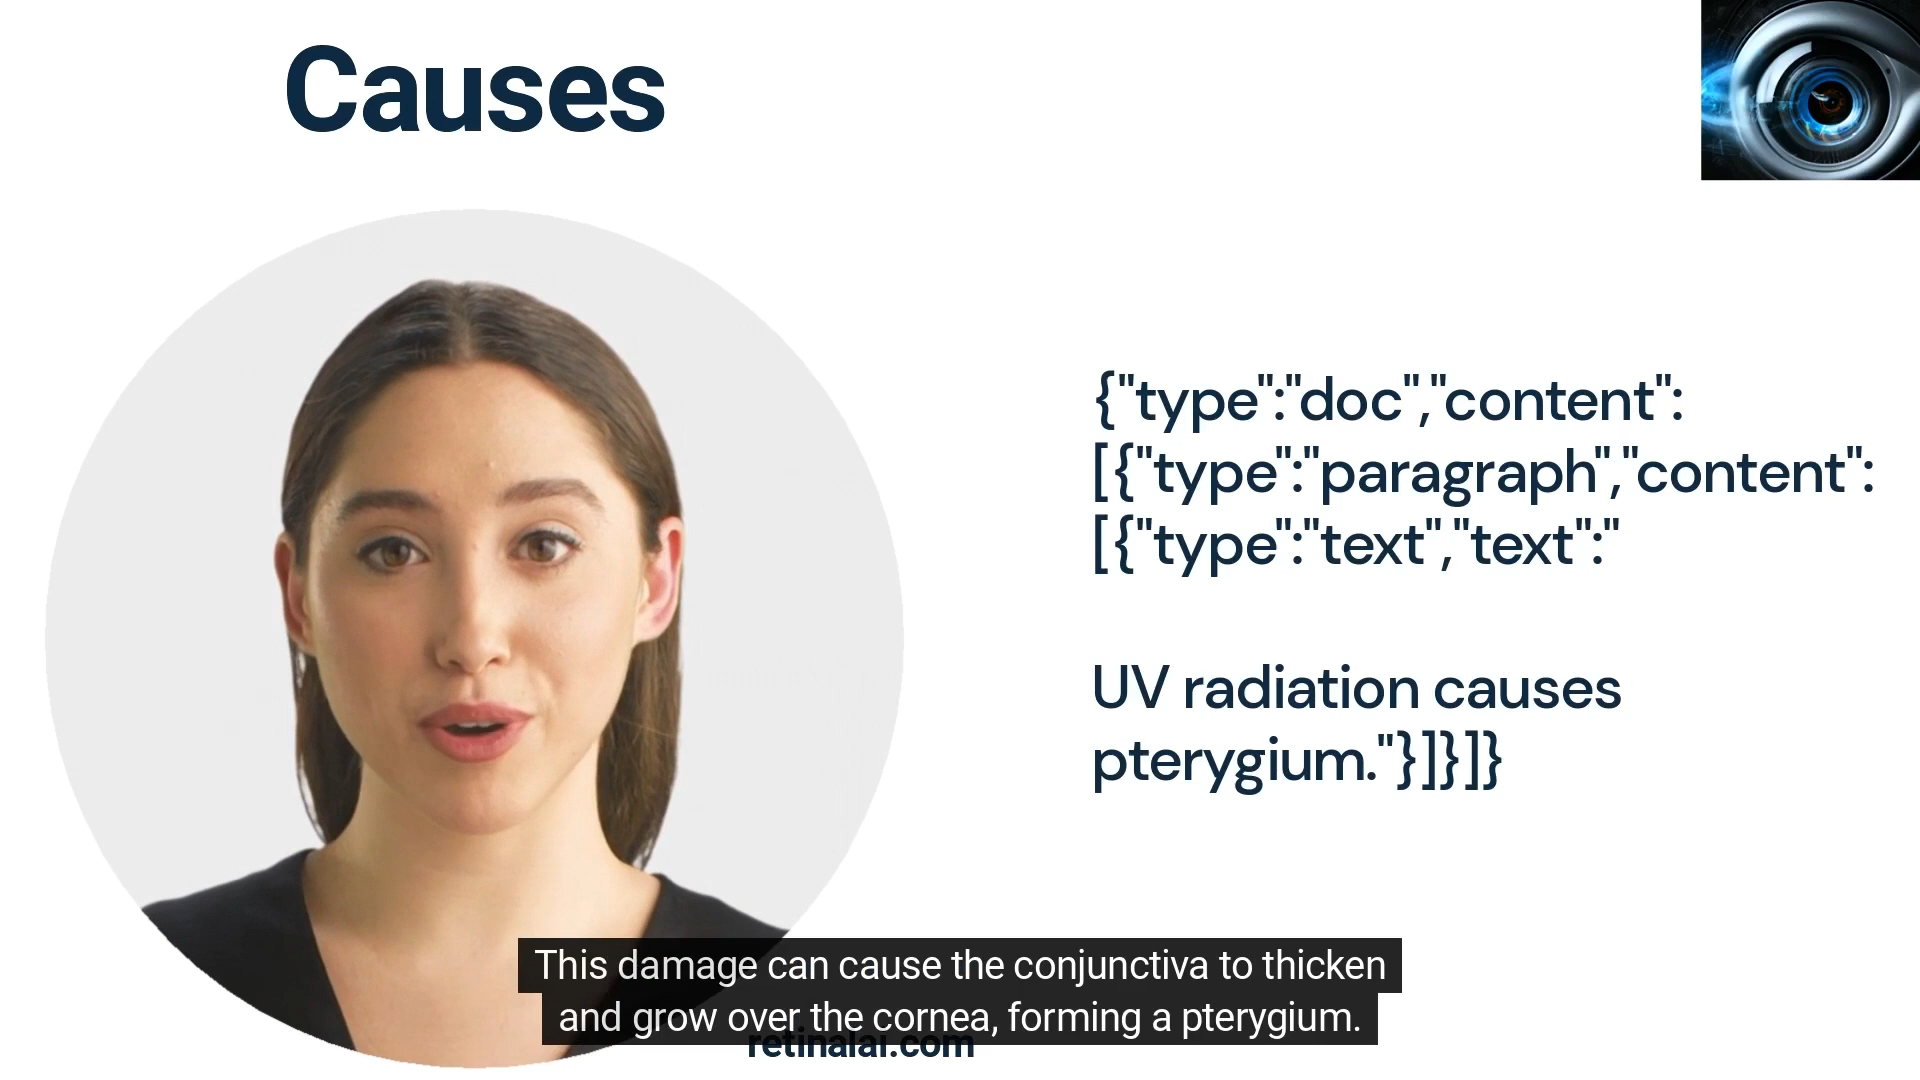 Causes
{"type":"doc","content":
[{"type":"paragraph","content":
[{"type":"text","text":"
UV radiation causes
pterygium."}]}]}
This damage can cause the conjunctiva to thicken
and grow over the cornea, forming a pterygium.
retinalai.com